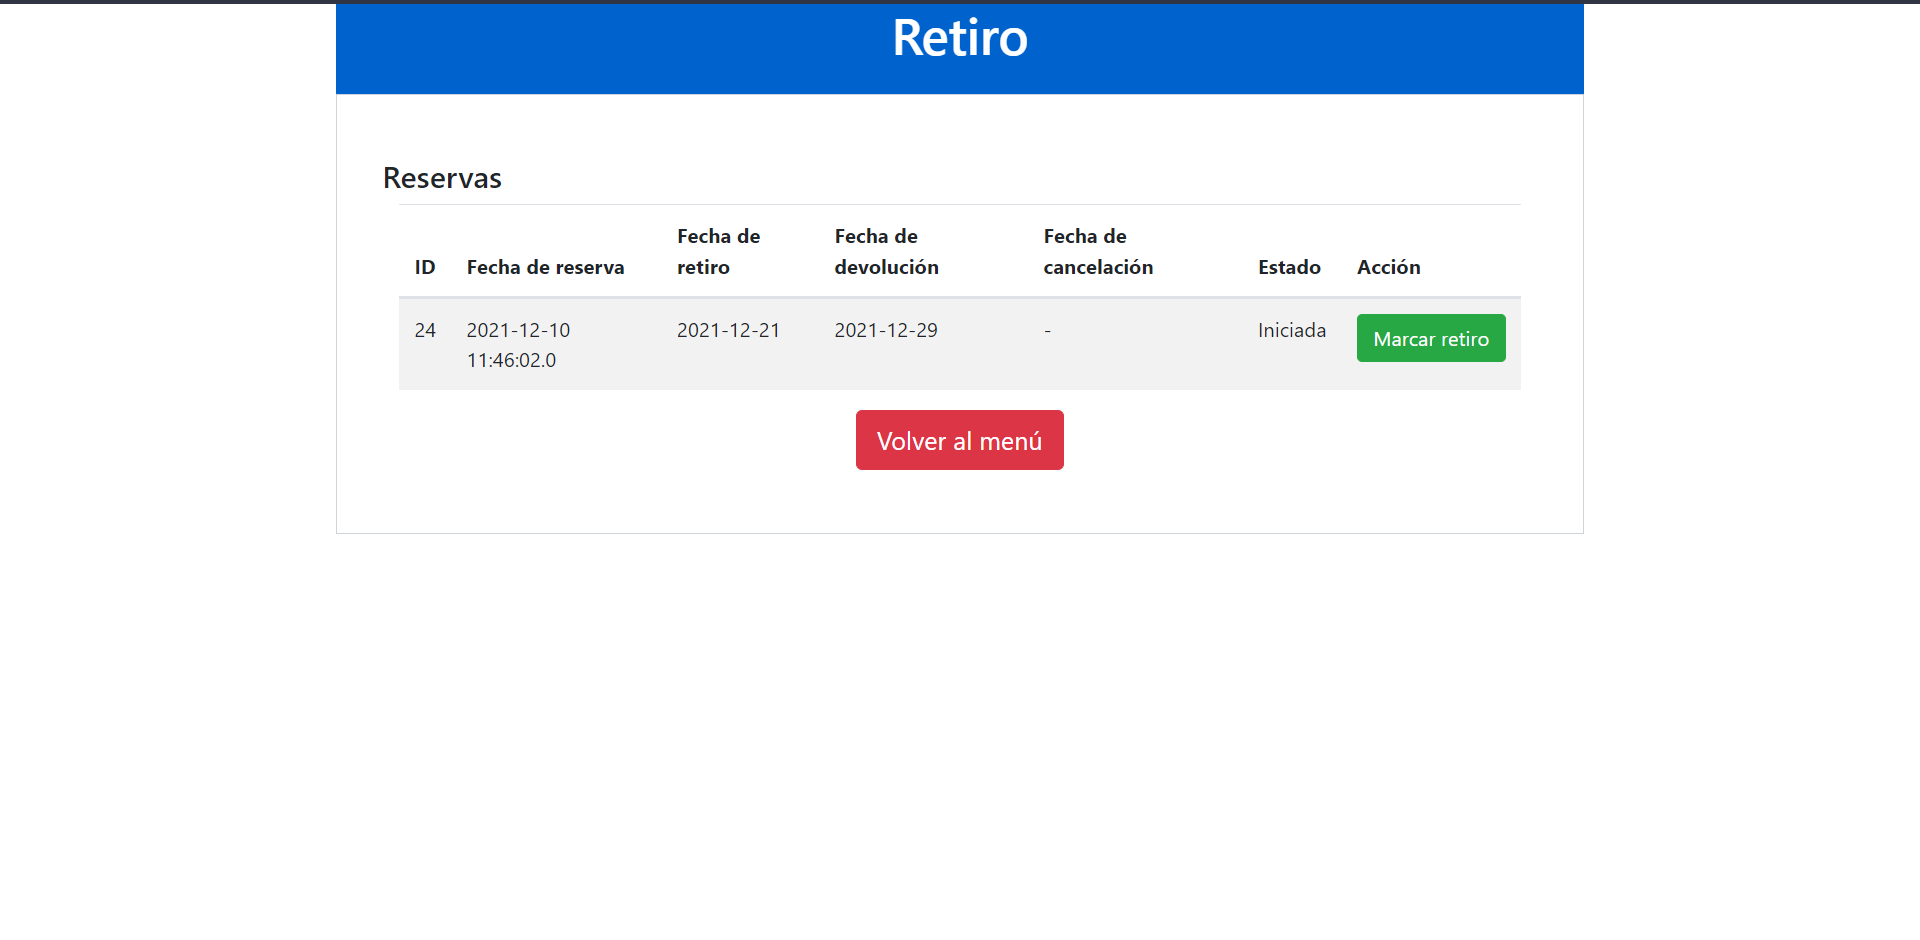 Retiro
Reservas
ID Fecha de reserva Fecha de retiro Fecha de devolución Fecha de cancelación Estado Acción
24 2021-12-10 11:46:02.0 2021-12-21 2021-12-29 - Iniciada Marcar retiro
Volver al menú